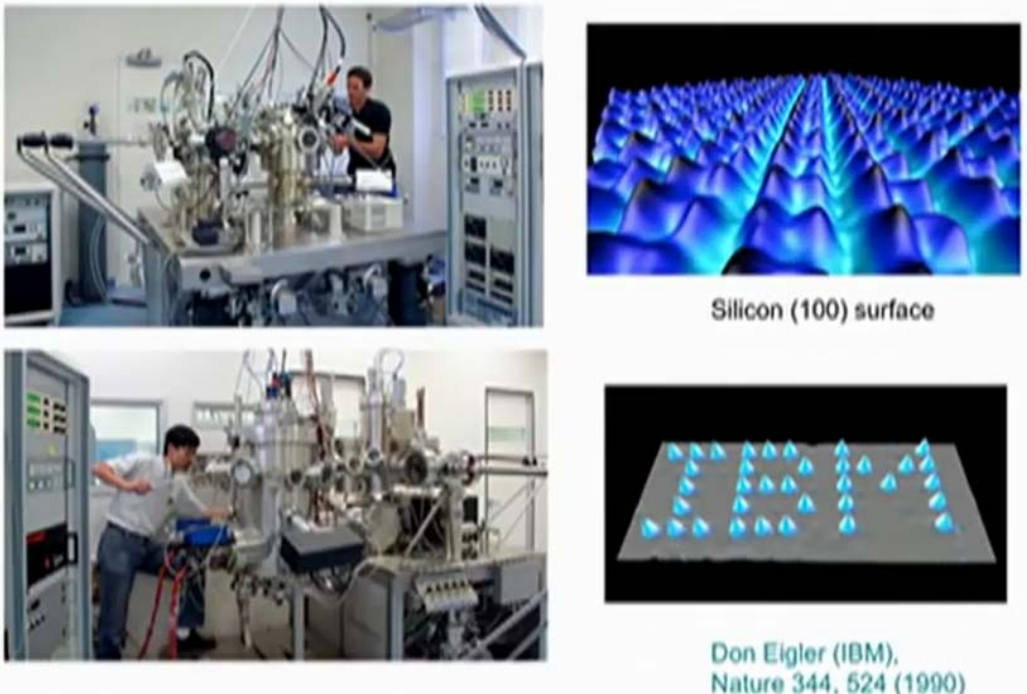 Silicon (100) surface
IBM
Don Eigler (IBM),
Nature 344, 524 (1990)